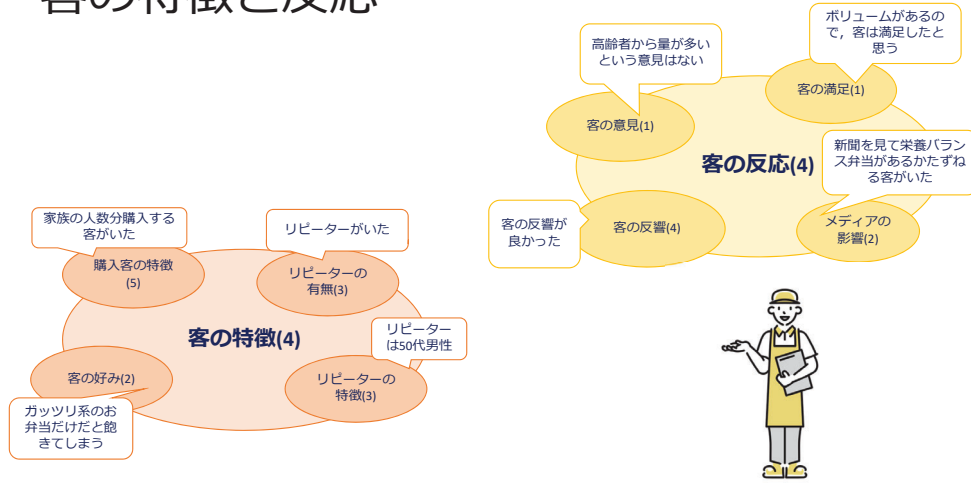 客の特徴と反応
ボリュームがあるの
で，客は満足したと
思う
高齢者から量が多い
という意見はない
客の満足(1)
客の意見(1)
新聞を見て栄養バラン
ス弁当があるかたずね
る客がいた
客の反応(4)
客の反響が
良かった
客の反響(4)
メディアの
影響(2)
家族の人数分購入する
客がいた
リピーターがいた
購入客の特徴
(5)
リピーターの
有無(3)
客の特徴(4)
リピーター
は50代男性
客の好み(2)
リピーターの
特徴(3)
ガッツリ系のお
弁当だけだと飽
きてしまう